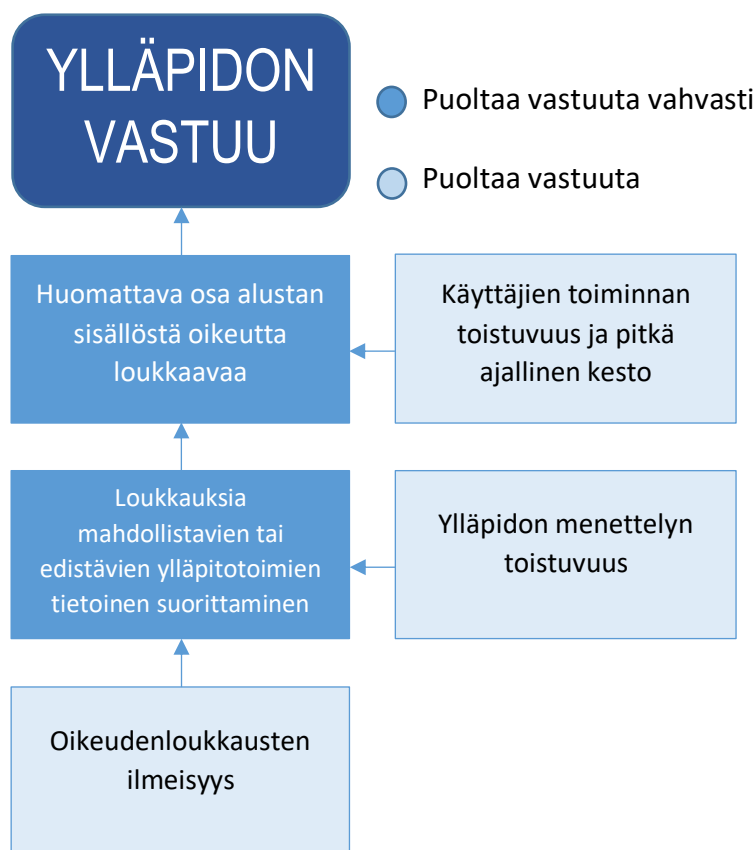 YLLÄPIDON
VASTUU
Puoltaa vastuuta vahvasti
Puoltaa vastuuta
Huomattava osa alustan
sisällöstä oikeutta
loukkaavaa
Käyttäjien toiminnan
toistuvuus ja pitkä
ajallinen kesto
Loukkauksia
mahdollistavien tai
edistävien ylläpitotoimien
tietoinen suorittaminen
Ylläpidon menettelyn
toistuvuus
Oikeudenloukkausten
ilmeisyys